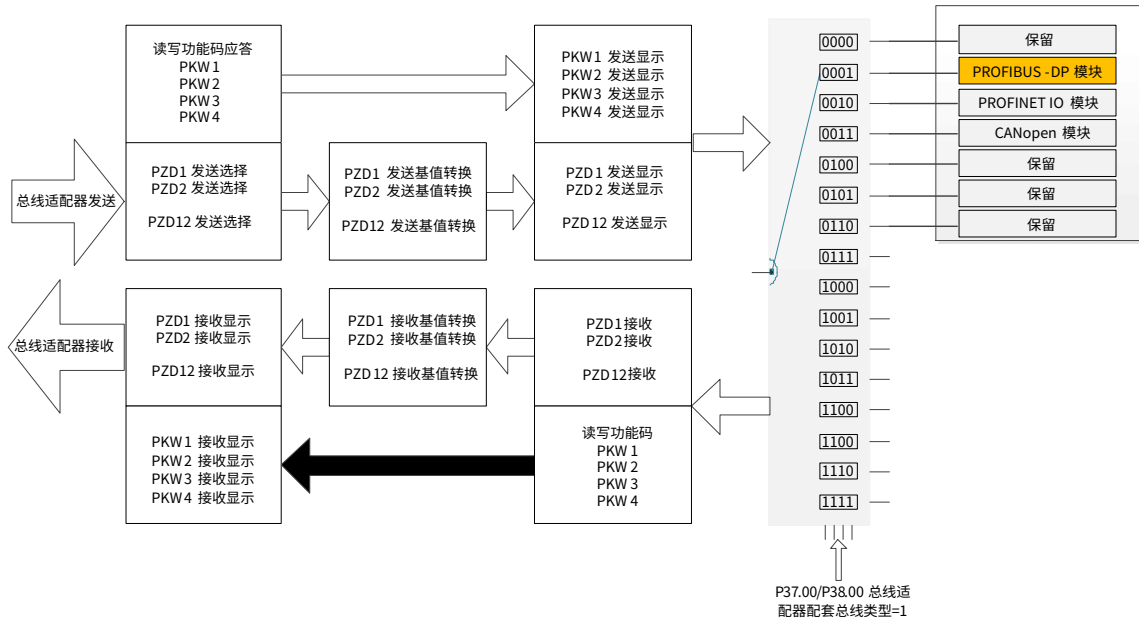 总线适配器发送
读写功能码应答
PKW1
PKW2
PKW3
PKW4
PKW1 发送显示
PKW2 发送显示
PKW3 发送显示
PKW4 发送显示
PZD1 发送选择
PZD2 发送选择
PZD12 发送选择
PZD1 发送基值转换
PZD2 发送基值转换
PZD12 发送基值转换
PZD1 发送显示
PZD2 发送显示
PZD12 发送显示
总线适配器接收
PZD1 接收显示
PZD2 接收显示
PZD12 接收显示
PZD1 接收基值转换
PZD2 接收基值转换
PZD12 接收基值转换
PZD1接收
PZD2接收
PZD12接收
PKW1 接收显示
PKW2 接收显示
PKW3 接收显示
PKW4 接收显示
读写功能码
PKW1
PKW2
PKW3
PKW4
0000
0001
0010
0011
0100
0101
0110
0111
1000
1001
1010
1011
1100
1100
1110
1111
保留
PROFIBUS -DP 模块
PROFINET IO 模块
CANopen 模块
保留
保留
保留
P37.00/P38.00 总线适
配器配套总线类型=1